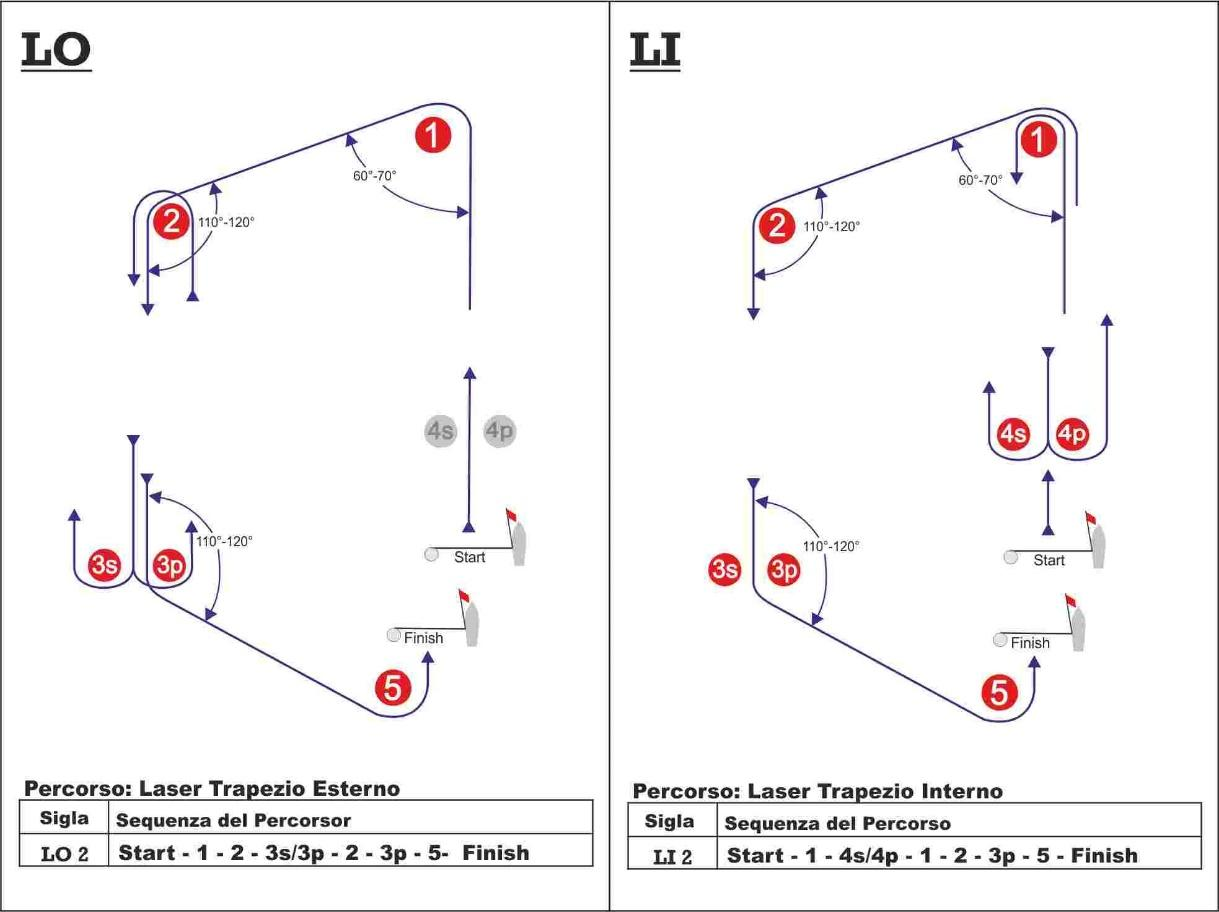 LO
1
60°-70°
2
110°-120°
4s
4p
3s
3p
110°-120°
Start
Finish
5
Percorso: Laser Trapezio Esterno
Sigla
Sequenza del Percorsor
LO 2
Start - 1 - 2 - 3s/3p - 2 - 3p - 5- Finish
LI
1
60°-70°
2
110°-120°
4s
4p
110°-120°
3s
3p
Start
Finish
5
Percorso: Laser Trapezio Interno
Sigla
Sequenza del Percorso
LI 2
Start - 1 - 4s/4p - 1 - 2 - 3p - 5 - Finish